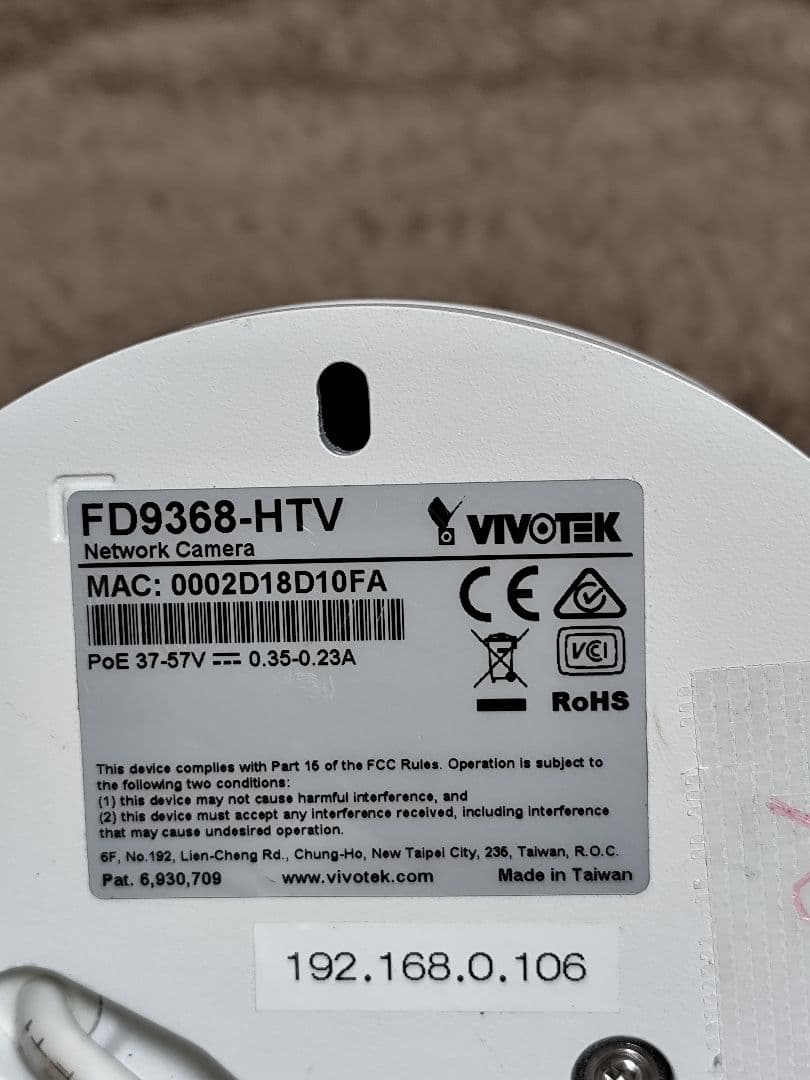 FD9368-HTV
VIVOTEK
Network Camera
MAC: 0002D18D10FA
PoE 37-57V ⎓ 0.35-0.23A
CE
VCI
RoHS
This device complies with Part 15 of the FCC Rules. Operation is subject to
the following two conditions:
(1) this device may not cause harmful interference, and
(2) this device must accept any interference received, including interference
that may cause undesired operation.
6F, No.192, Lien-Cheng Rd., Chung-Ho, New Taipei City, 235, Taiwan, R.O.C.
Pat. 6,930,709 www.vivotek.com Made in Taiwan
192.168.0.106